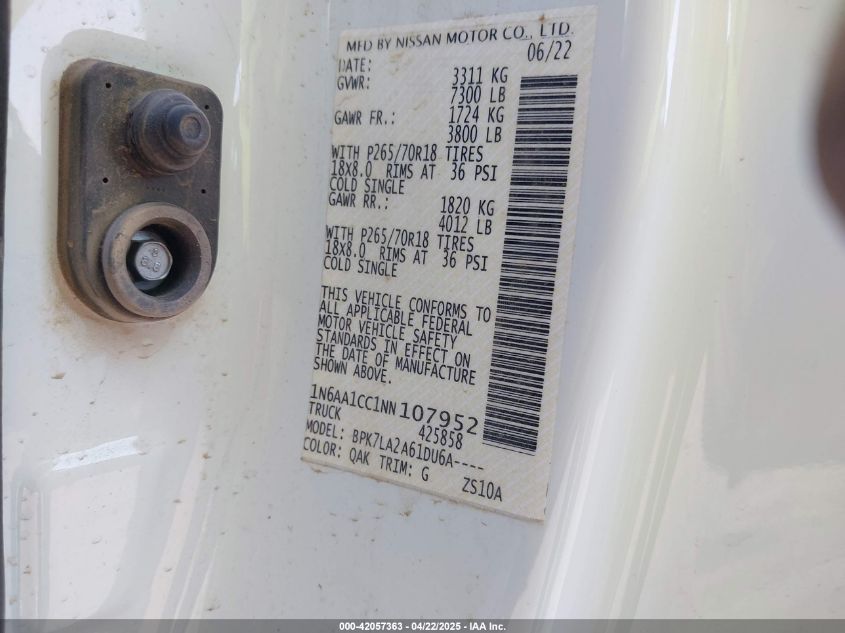 MFD BY NISSAN MOTOR CO., LTD.
DATE: 06/22
GVWR: 3311 KG
7300 LB
GAWR FR.: 1724 KG
3800 LB
WITH P265/70R18 TIRES
18X8.0 RIMS AT 36 PSI
COLD SINGLE
GAWR RR.: 1820 KG
4012 LB
WITH P265/70R18 TIRES
18X8.0 RIMS AT 36 PSI
COLD SINGLE
THIS VEHICLE CONFORMS TO
ALL APPLICABLE FEDERAL
MOTOR VEHICLE SAFETY
STANDARDS IN EFFECT ON
THE DATE OF MANUFACTURE
SHOWN ABOVE.
1N6AA1CC1NN107952
TRUCK 425858
MODEL: BPK7LA2A61DU6A----
COLOR: QAK TRIM: G ZS10A
8.8
000-42057363 - 04/22/2025 - IAA Inc.